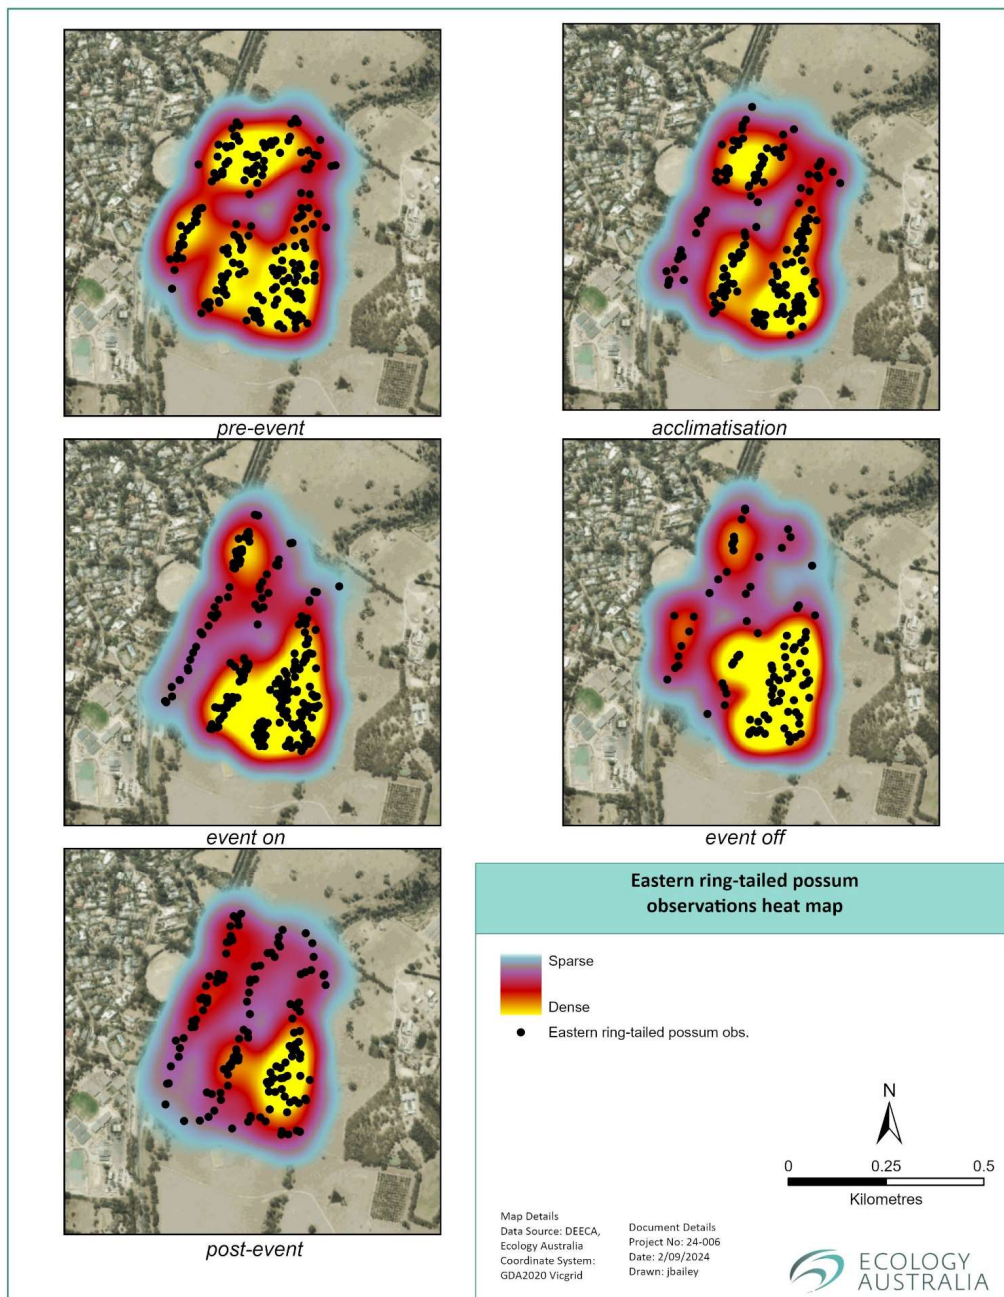 pre-event
acclimatisation
event on
event off
post-event
Eastern ring-tailed possum
observations heat map
Sparse
Dense
Eastern ring-tailed possum obs.
N
0 0.25 0.5
Kilometres
Map Details
Data Source: DEECA,
Ecology Australia
Coordinate System:
GDA2020 Vicgrid
Document Details
Project No: 24-006
Date: 2/09/2024
Drawn: jbailey
ECOLOGY
AUSTRALIA